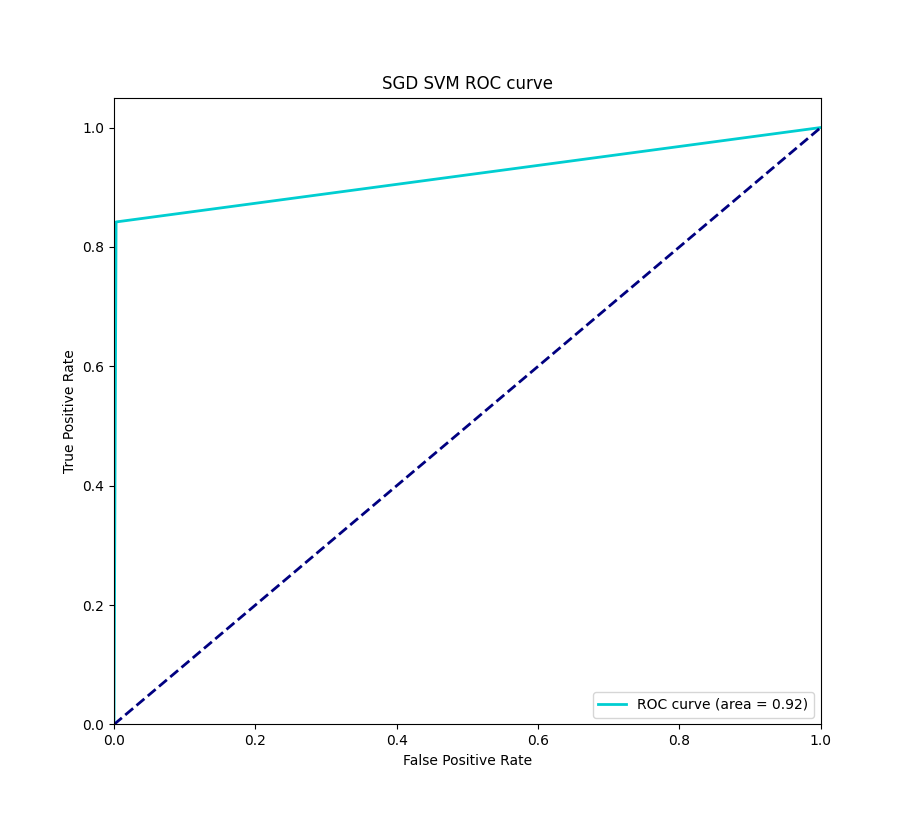 SGD SVM ROC curve
1.0
0.8
0.6
0.4
0.2
0.0
True Positive Rate
0.0 0.2 0.4 0.6 0.8 1.0
False Positive Rate
ROC curve (area = 0.92)